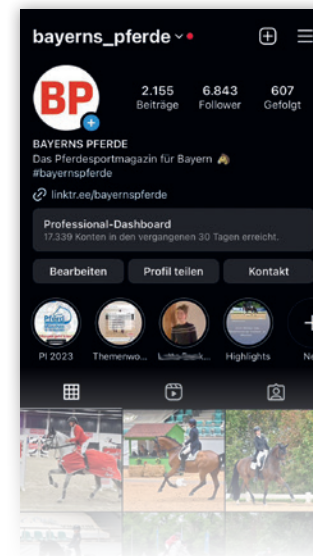 bayerns_pferde
BP
2.155 6.843 607
Beiträge Follower Gefolgt
BAYERNS PFERDE
Das Pferdesportmagazin für Bayern 🐴
#bayernspferde
linktr.ee/bayernspferde
Professional-Dashboard
17.339 Konten in den vergangenen 30 Tagen erreicht.
Bearbeiten Profil teilen Kontakt
Pferd
PI 2023 Themenwo... Highlights Ne